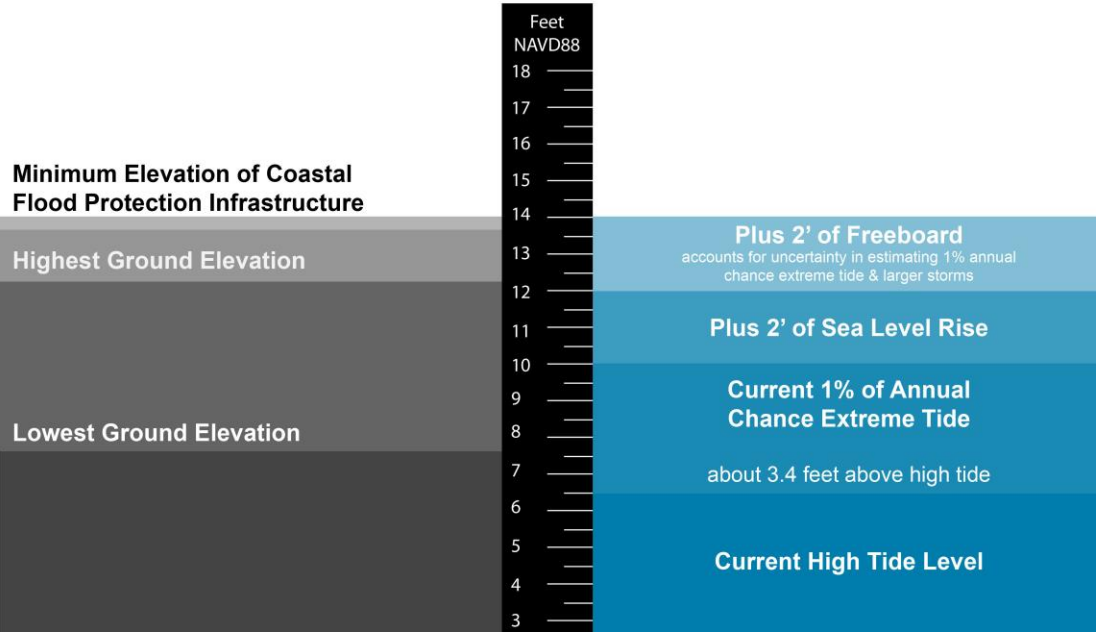 Feet
NAVD88
18
17
16
15
14
13
12
11
10
9
8
7
6
5
4
3
Minimum Elevation of Coastal
Flood Protection Infrastructure
Highest Ground Elevation
Lowest Ground Elevation
Plus 2’ of Freeboard
accounts for uncertainty in estimating 1% annual
chance extreme tide & larger storms
Plus 2’ of Sea Level Rise
Current 1% of Annual
Chance Extreme Tide
about 3.4 feet above high tide
Current High Tide Level